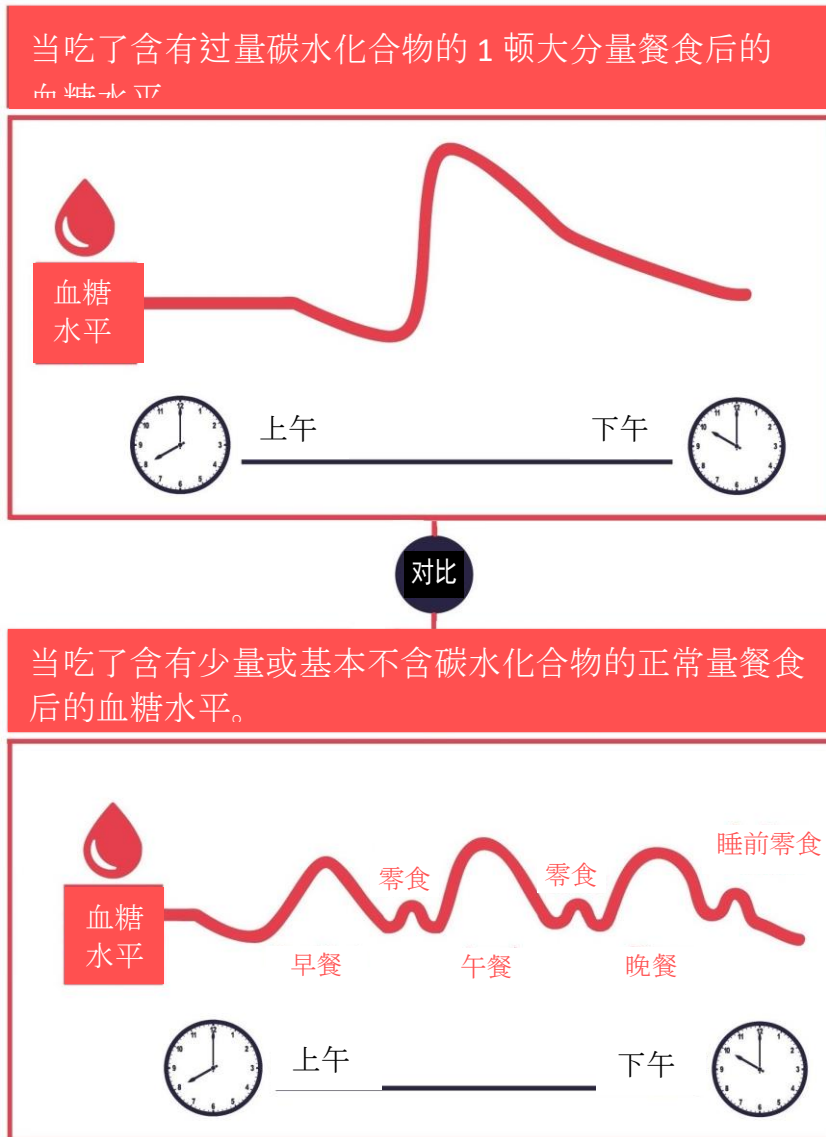 当吃了含有过量碳水化合物的 1 顿大分量餐食后的
血糖水平
血糖
水平
上午
下午
对比
当吃了含有少量或基本不含碳水化合物的正常量餐食
后的血糖水平。
血糖
水平
早餐
零食
午餐
零食
晚餐
睡前零食
上午
下午